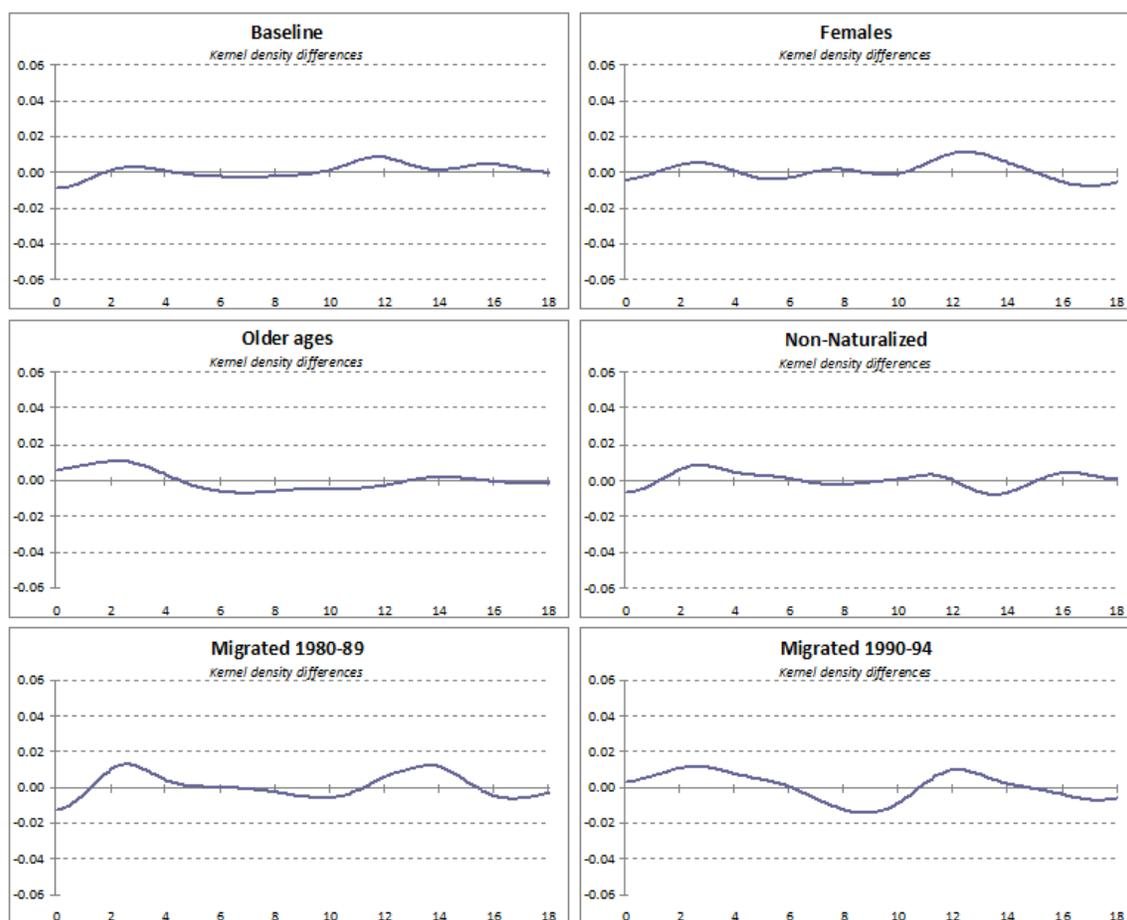 Baseline
Kernel density differences
0.06
0.04
0.02
0.00
-0.02
-0.04
-0.06
0 2 4 6 8 10 12 14 16 18
Females
Kernel density differences
0.06
0.04
0.02
0.00
-0.02
-0.04
-0.06
0 2 4 6 8 10 12 14 16 18
Older ages
Kernel density differences
0.06
0.04
0.02
0.00
-0.02
-0.04
-0.06
0 2 4 6 8 10 12 14 16 18
Non-Naturalized
Kernel density differences
0.06
0.04
0.02
0.00
-0.02
-0.04
-0.06
0 2 4 6 8 10 12 14 16 18
Migrated 1980-89
Kernel density differences
0.06
0.04
0.02
0.00
-0.02
-0.04
-0.06
0 2 4 6 8 10 12 14 16 18
Migrated 1990-94
Kernel density differences
0.06
0.04
0.02
0.00
-0.02
-0.04
-0.06
0 2 4 6 8 10 12 14 16 18